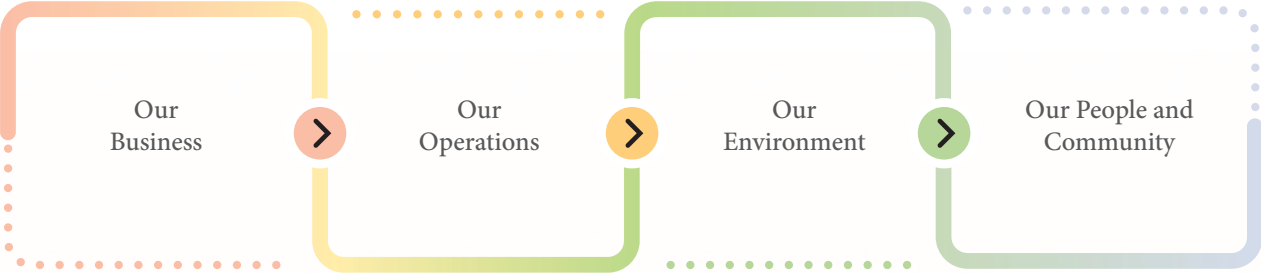 Our
Business
Our
Operations
Our
Environment
Our People and
Community